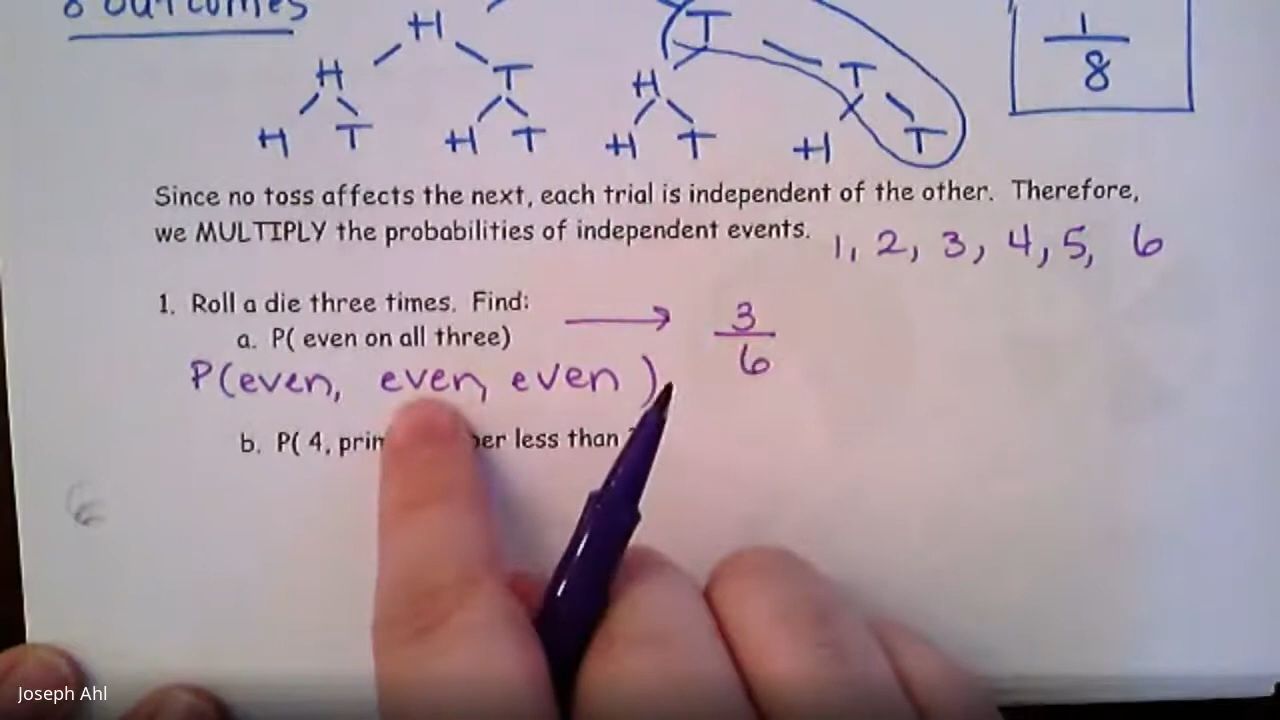 8 outcomes
H T
1
8
H T H T
H T H T H T H T
Since no toss affects the next, each trial is independent of the other. Therefore,
we MULTIPLY the probabilities of independent events. 1, 2, 3, 4, 5, 6
1. Roll a die three times. Find:
a. P( even on all three) 3
6
P(even, even, even )
b. P( 4, less than
Joseph Ahl